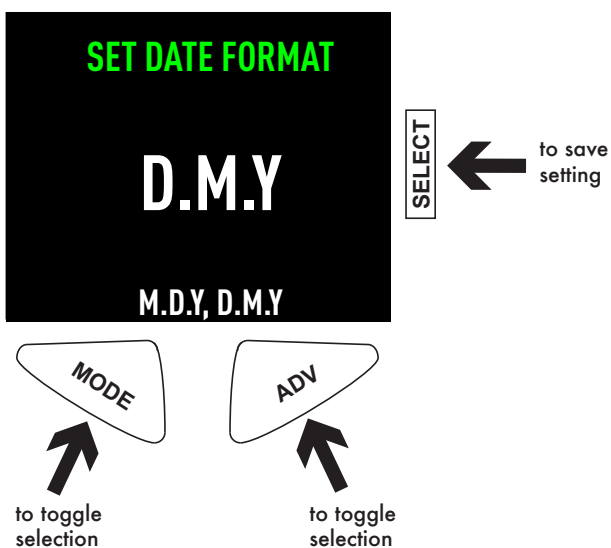 SET DATE FORMAT
D.M.Y
SELECT
to save
setting
M.D.Y, D.M.Y
MODE
ADV
to toggle
selection
to toggle
selection